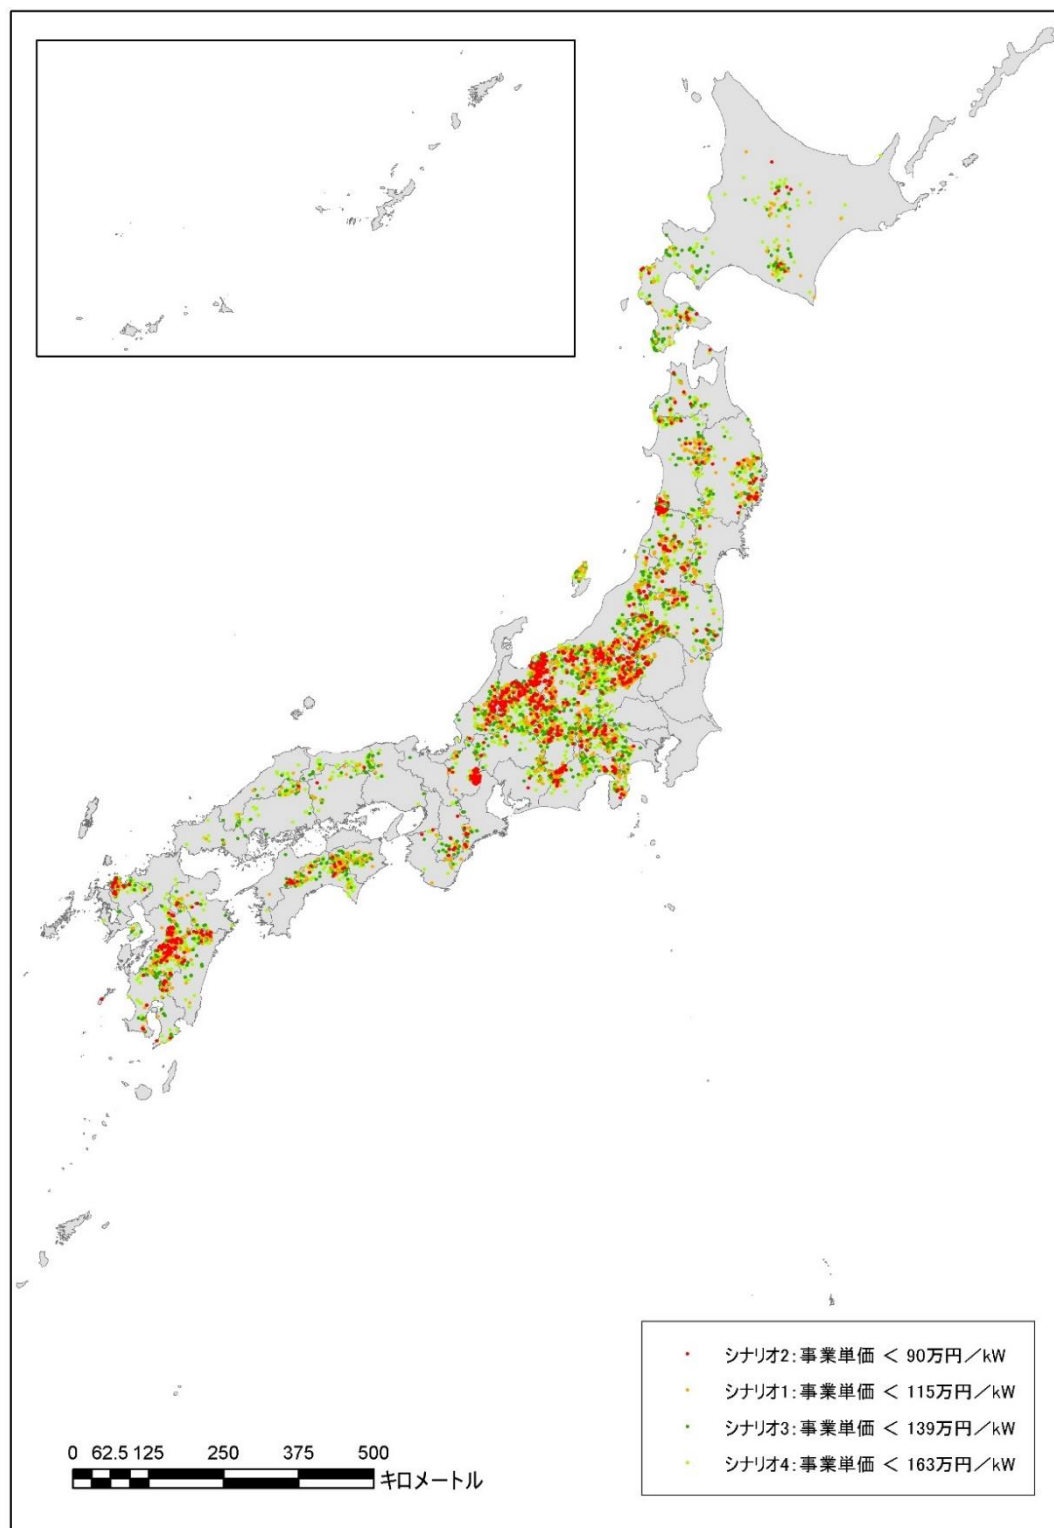 シナリオ2：事業単価 ＜ 90万円／kW
シナリオ1：事業単価 ＜ 115万円／kW
シナリオ3：事業単価 ＜ 139万円／kW
シナリオ4：事業単価 ＜ 163万円／kW
0 62.5 125 250 375 500
キロメートル